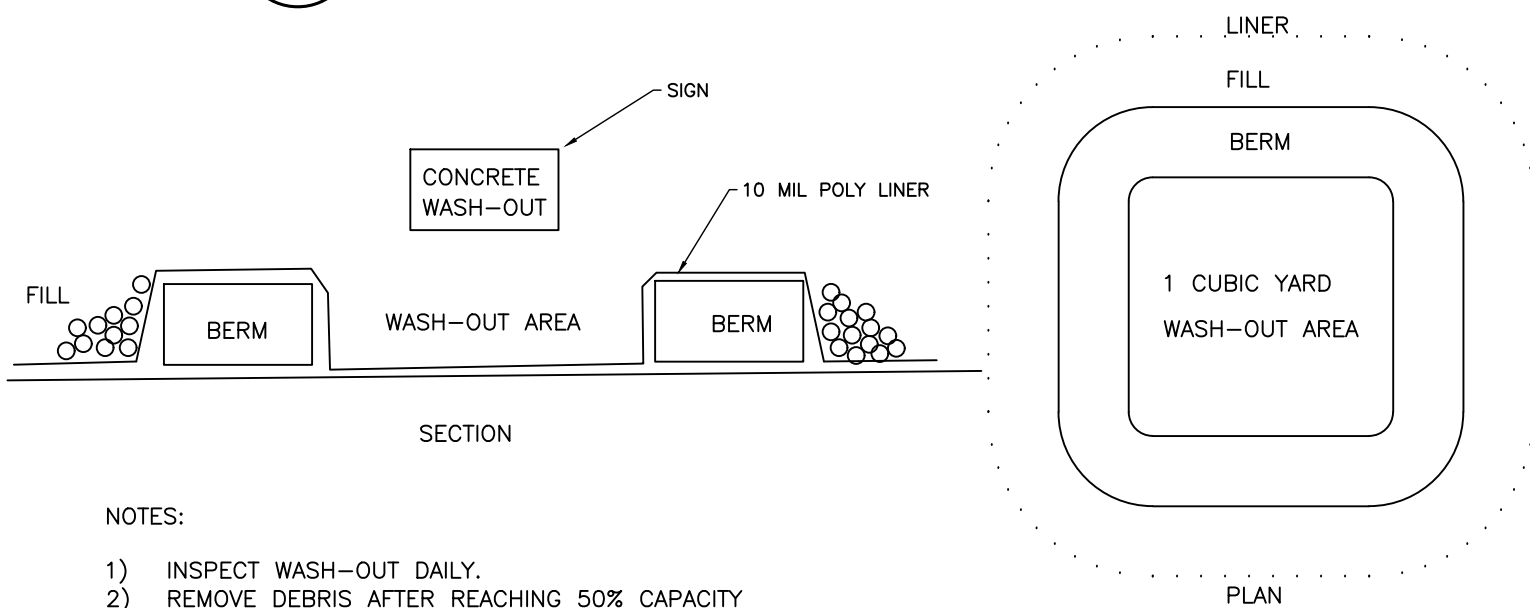 LINER
FILL
BERM
SIGN
CONCRETE
WASH-OUT
10 MIL POLY LINER
FILL
BERM
WASH-OUT AREA
BERM
1 CUBIC YARD
WASH-OUT AREA
SECTION
NOTES:
1) INSPECT WASH-OUT DAILY.
2) REMOVE DEBRIS AFTER REACHING 50% CAPACITY
PLAN